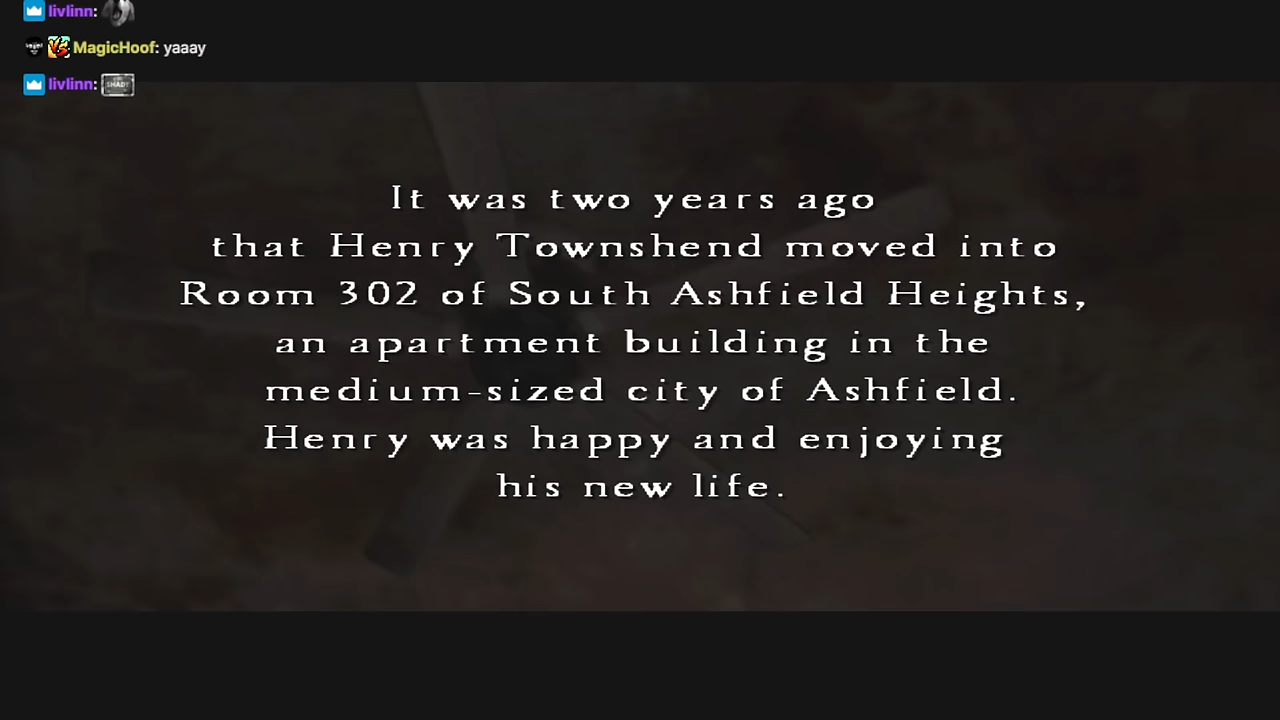 livlinn:
MagicHoof: yaaay
livlinn: SHADY
It was two years ago
that Henry Townshend moved into
Room 302 of South Ashfield Heights,
an apartment building in the
medium-sized city of Ashfield.
Henry was happy and enjoying
his new life.